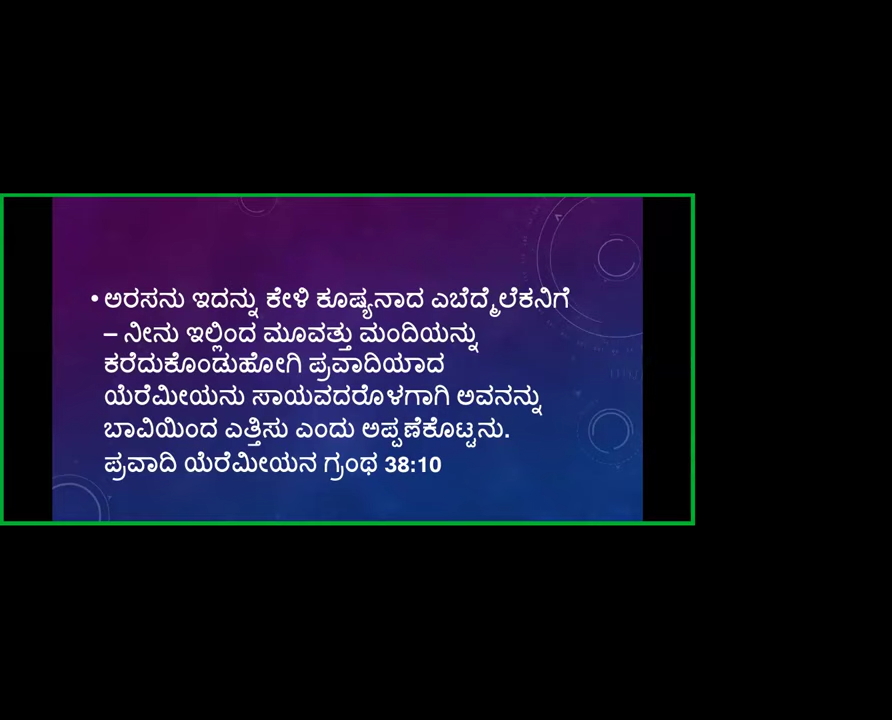 • ಅರಸನು ಇದನ್ನು ಕೇಳಿ ಕೂಷ್ಯನಾದ ಎಬೆದ್ಮೆಲೆಕನಿಗೆ
– ನೀನು ಇಲ್ಲಿಂದ ಮೂವತ್ತು ಮಂದಿಯನ್ನು
ಕರೆದುಕೊಂಡುಹೋಗಿ ಪ್ರವಾದಿಯಾದ
ಯೆರೆಮೀಯನು ಸಾಯವದರೊಳಗಾಗಿ ಅವನನ್ನು
ಬಾವಿಯಿಂದ ಎತ್ತಿಸು ಎಂದು ಅಪ್ಪಣೆಕೊಟ್ಟನು.
ಪ್ರವಾದಿ ಯೆರೆಮೀಯನ ಗ್ರಂಥ 38:10